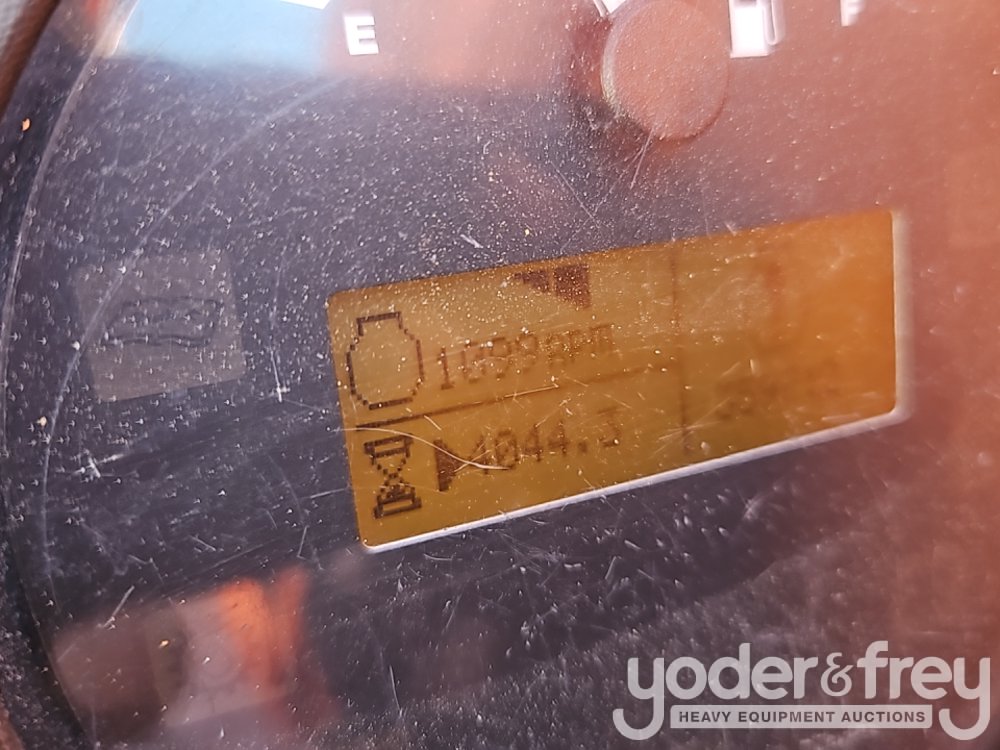 E
F
1099RPM
4044.3
yoder&frey
HEAVY EQUIPMENT AUCTIONS